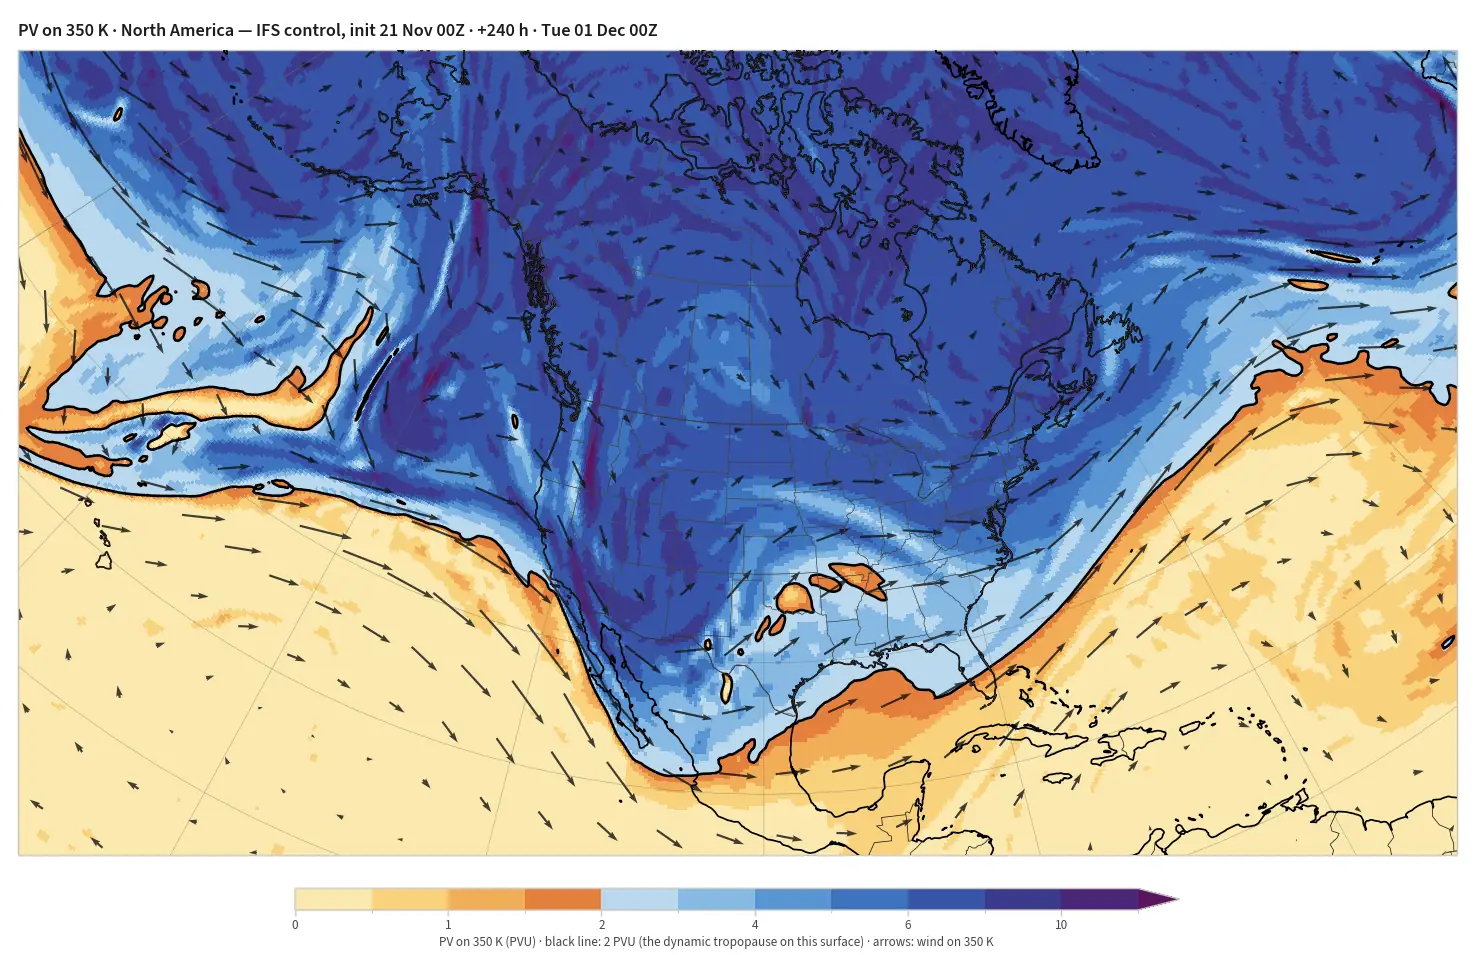 PV on 350 K · North America — IFS control, init 21 Nov 00Z · +240 h · Tue 01 Dec 00Z
0 1 2 4 6 10
PV on 350 K (PVU) · black line: 2 PVU (the dynamic tropopause on this surface) · arrows: wind on 350 K